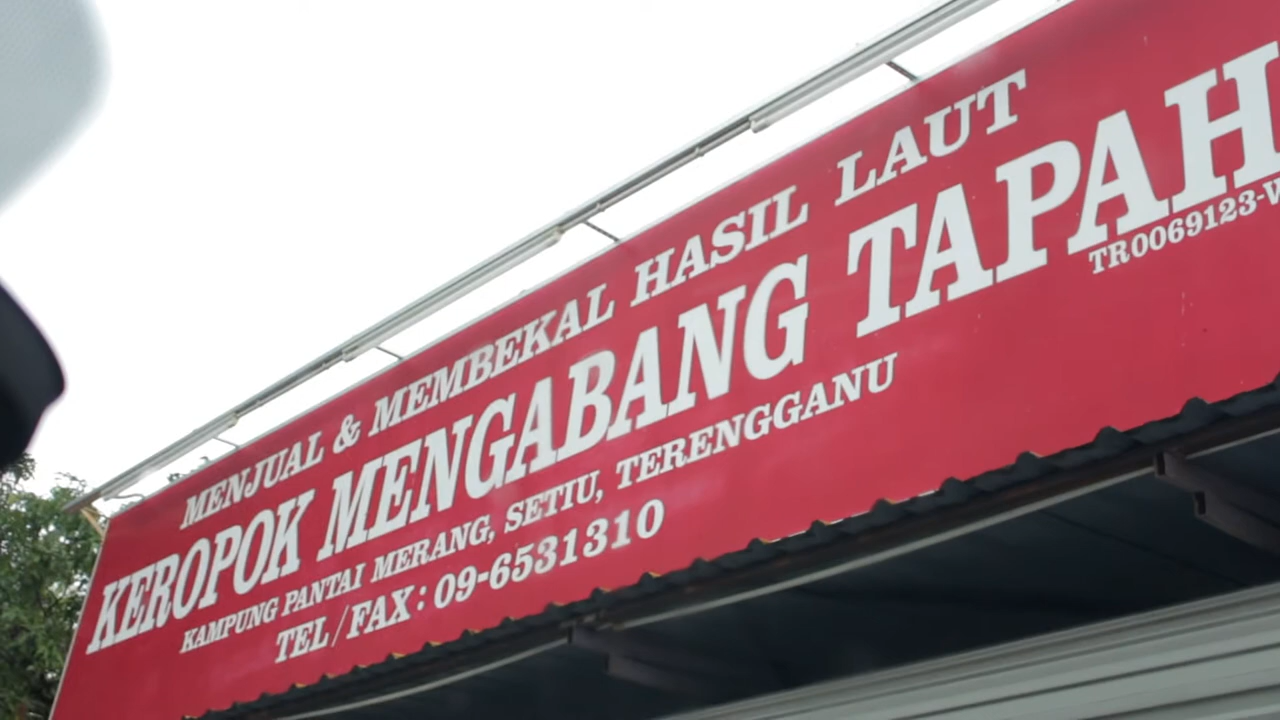 MENJUAL & MEMBEKAL HASIL LAUT
KEROPOK MENGABANG TAPAH
TR0069123-W
KAMPUNG PANTAI MERANG, SETIU, TERENGGANU
TEL/FAX: 09-6531310